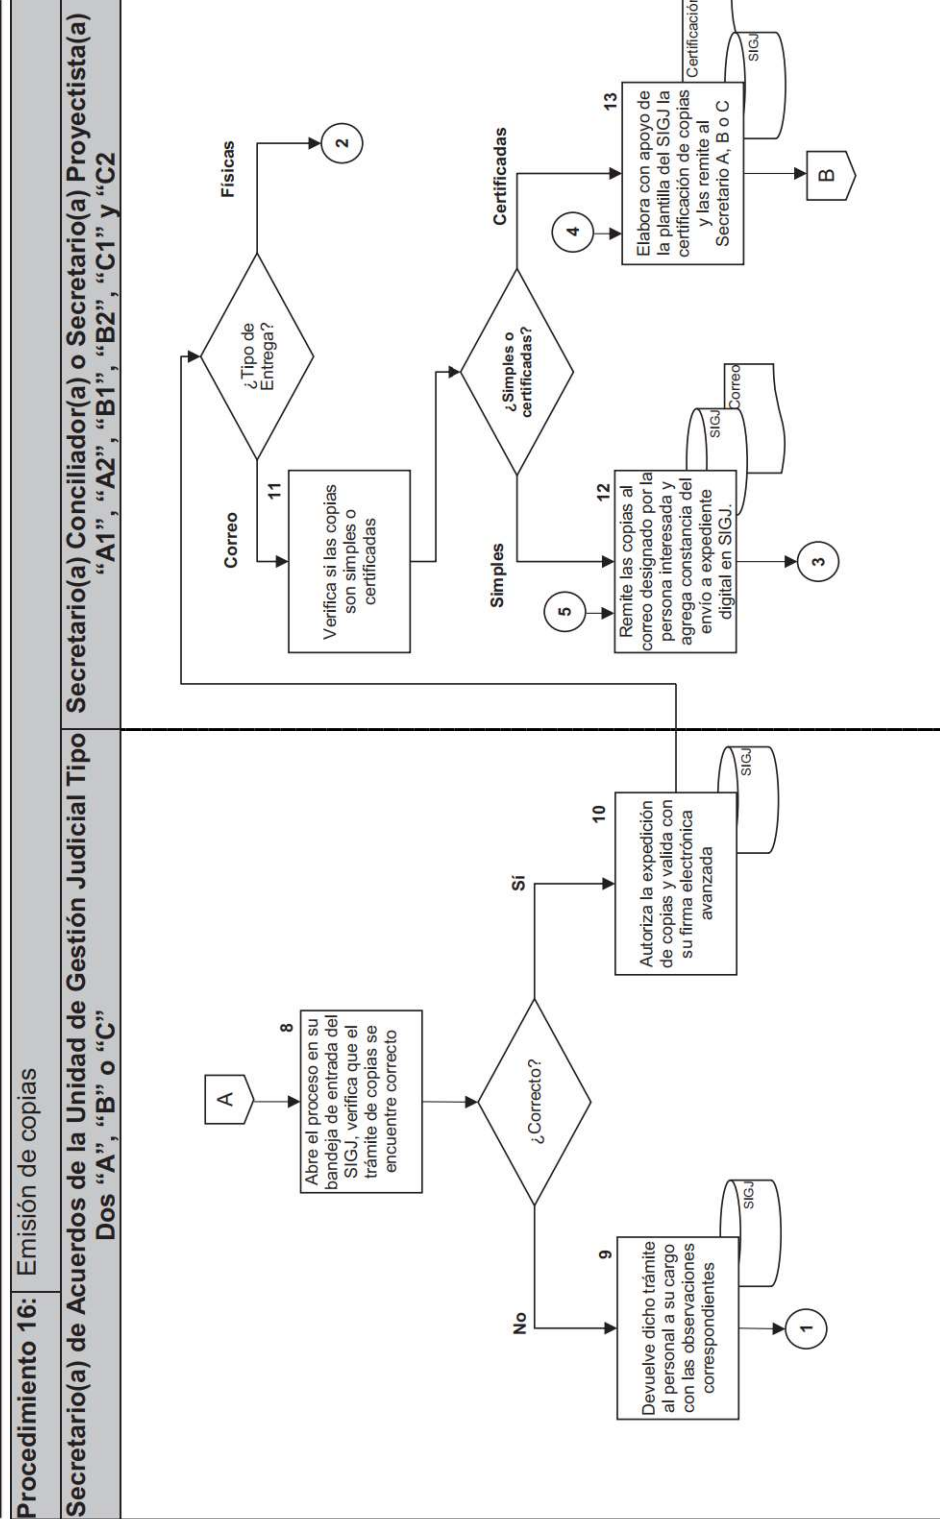 Procedimiento 16:
Emisión de copias
Secretario(a) de Acuerdos de la Unidad de Gestión Judicial Tipo
Dos “A”, “B” o “C”
Secretario(a) Conciliador(a) o Secretario(a) Proyectista(a)
“A1”, “A2”, “B1”, “B2”, “C1” y “C2
A
8
Abre el proceso en su
bandeja de entrada del
SIGJ, verifica que el
trámite de copias se
encuentre correcto
¿Correcto?
No
Sí
9
Devuelve dicho trámite
al personal a su cargo
con las observaciones
correspondientes
SIGJ
1
10
Autoriza la expedición
de copias y valida con
su firma electrónica
avanzada
SIGJ
¿Tipo de
Entrega?
Correo
Físicas
2
11
Verifica si las copias
son simples o
certificadas
¿Simples o
certificadas?
Simples
Certificadas
5
12
Remite las copias al
correo designado por la
persona interesada y
agrega constancia del
envío a expediente
digital en SIGJ.
SIGJ
Correo
3
4
13
Elabora con apoyo de
la plantilla del SIGJ la
certificación de copias
y las remite al
Secretario A, B o C
Certificación
SIGJ
B